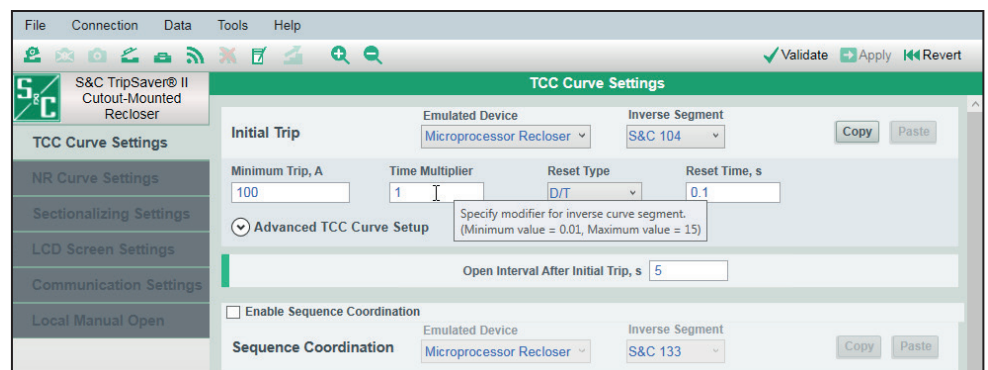 File Connection Data Tools Help
Validate Apply Revert
S&C
S&C TripSaver® II
Cutout-Mounted
Recloser
TCC Curve Settings
NR Curve Settings
Sectionalizing Settings
LCD Screen Settings
Communication Settings
Local Manual Open
TCC Curve Settings
Emulated Device Inverse Segment
Initial Trip Microprocessor Recloser S&C 104 Copy Paste
Minimum Trip, A Time Multiplier Reset Type Reset Time, s
100 1 D/T 0.1
Specify modifier for inverse curve segment.
(Minimum value = 0.01, Maximum value = 15)
Advanced TCC Curve Setup
Open Interval After Initial Trip, s 5
Enable Sequence Coordination
Emulated Device Inverse Segment
Sequence Coordination Microprocessor Recloser S&C 133 Copy Paste